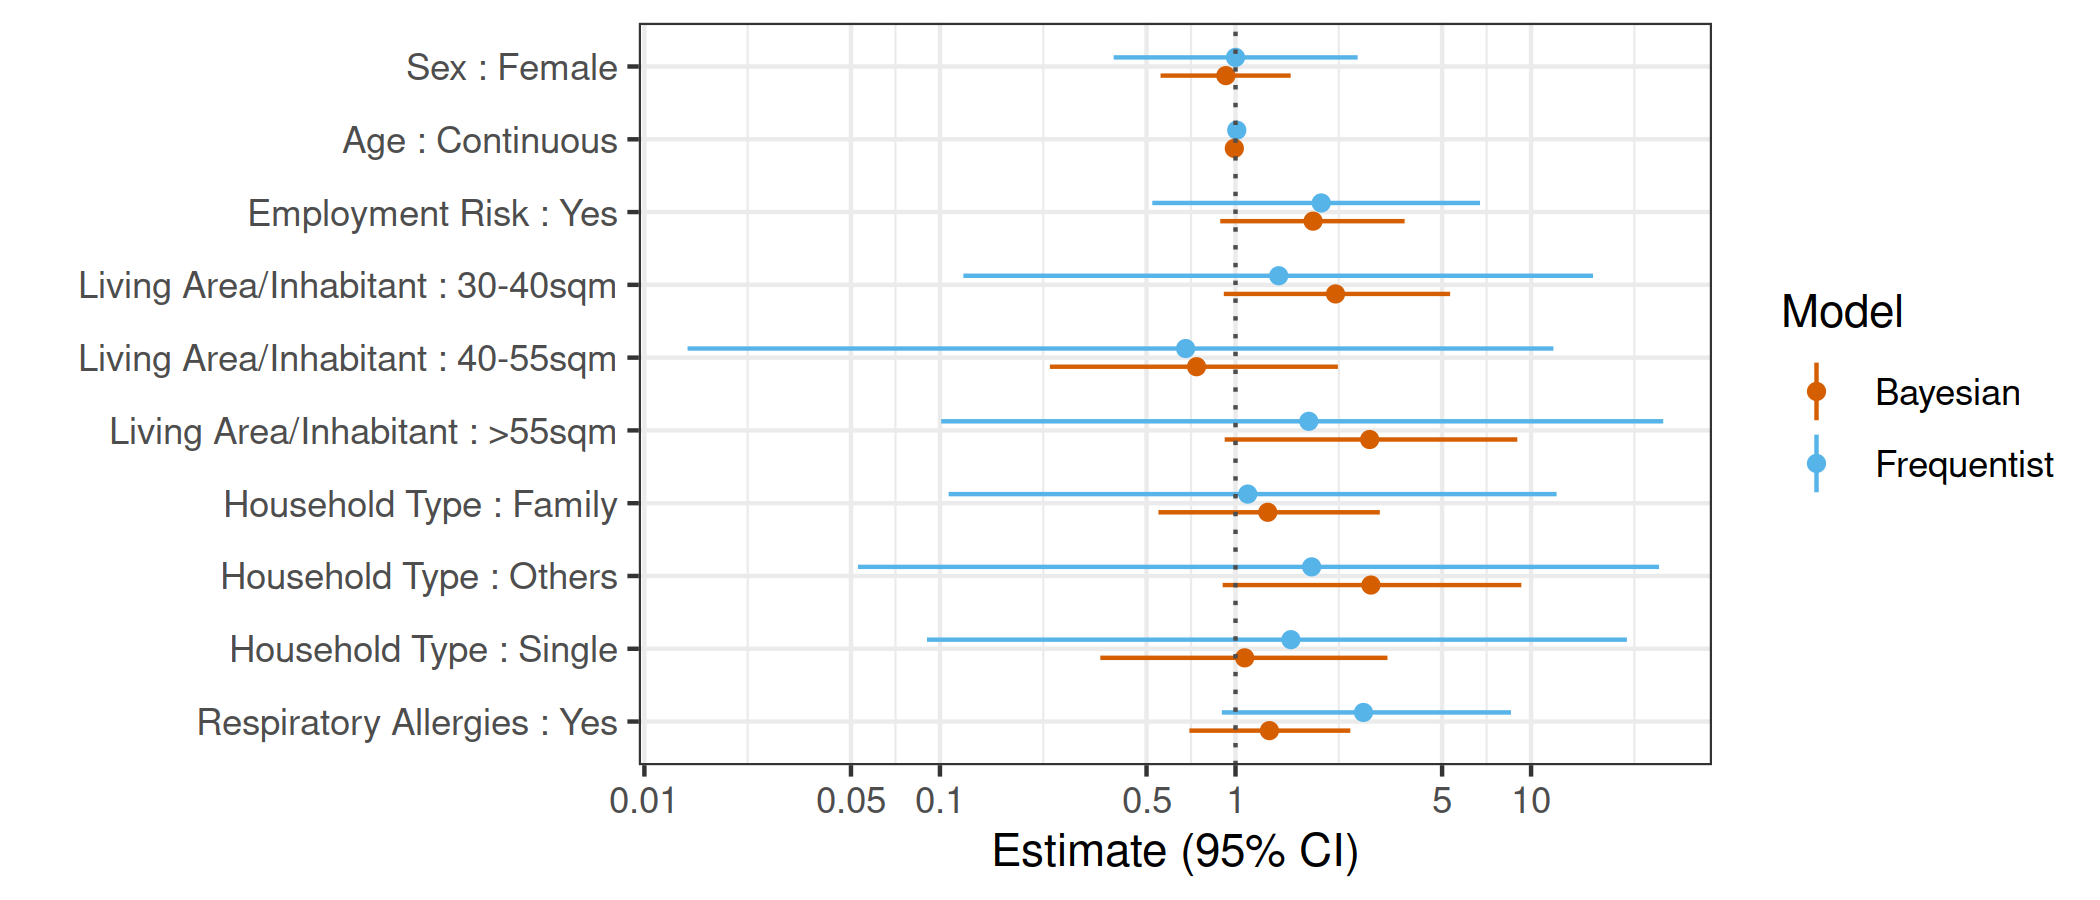 Sex : Female
Age : Continuous
Employment Risk : Yes
Living Area/Inhabitant : 30-40sqm
Living Area/Inhabitant : 40-55sqm
Living Area/Inhabitant : >55sqm
Household Type : Family
Household Type : Others
Household Type : Single
Respiratory Allergies : Yes
0.01 0.05 0.1 0.5 1 5 10
Estimate (95% CI)
Model
Bayesian
Frequentist